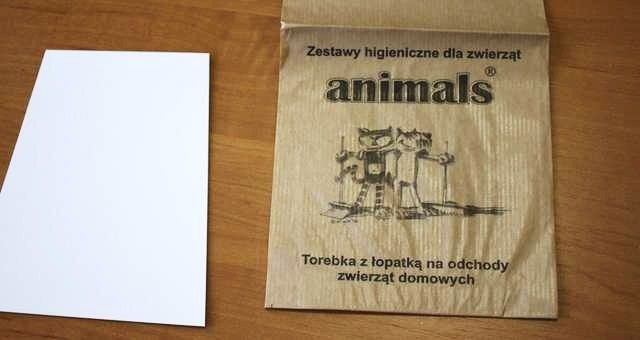 Zestawy higieniczne dla zwierząt
animals®
Torebka z łopatką na odchody
zwierząt domowych